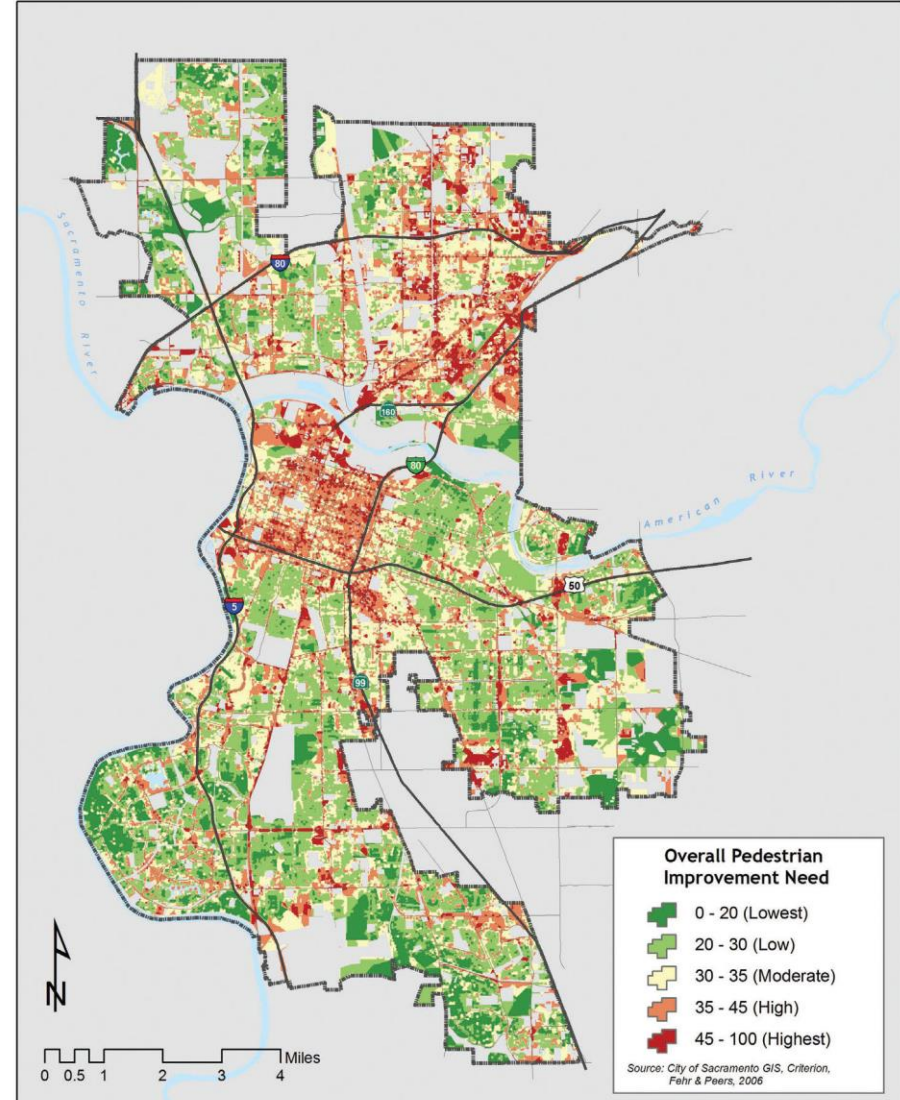 Sacramento River
80
160
80
American River
50
5
99
Overall Pedestrian
Improvement Need
0 - 20 (Lowest)
20 - 30 (Low)
30 - 35 (Moderate)
35 - 45 (High)
45 - 100 (Highest)
Source: City of Sacramento GIS, Criterion,
Fehr & Peers, 2006
N
Miles
0 0.5 1 2 3 4